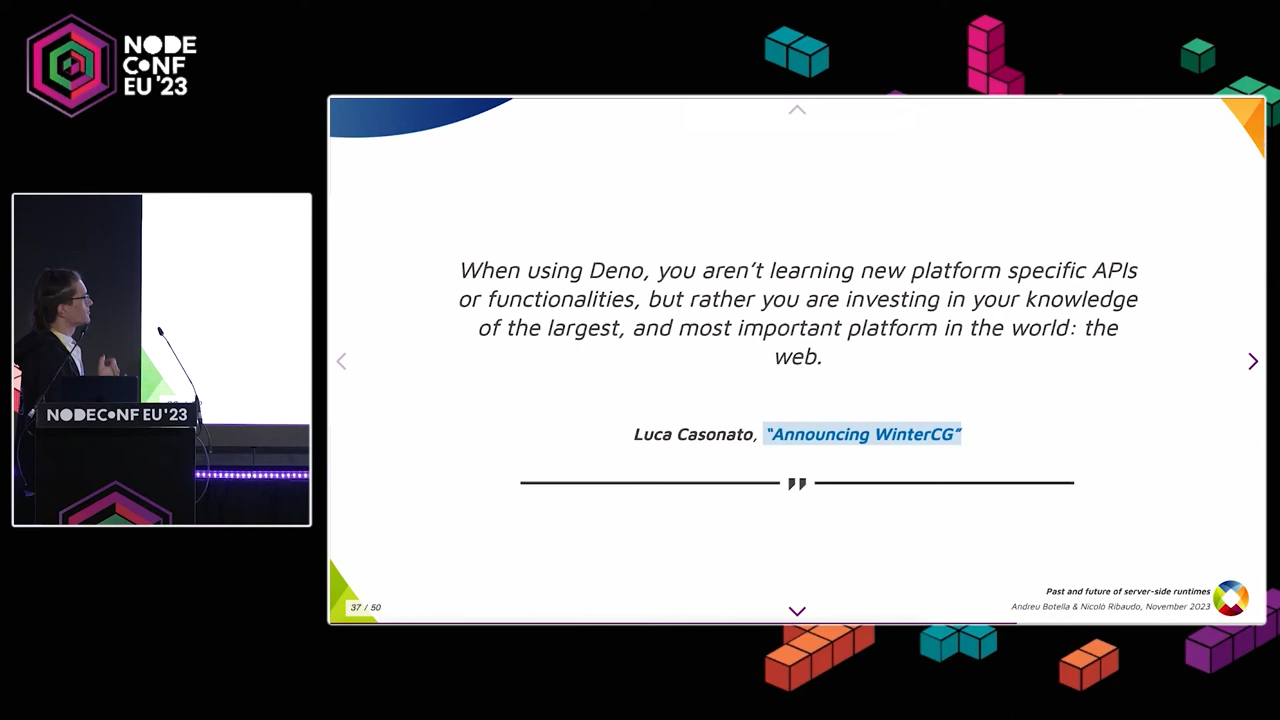 NODE
CONF
EU '23
When using Deno, you aren't learning new platform specific APIs
or functionalities, but rather you are investing in your knowledge
of the largest, and most important platform in the world: the
web.
Luca Casonato, “Announcing WinterCG”
”
NODECONF EU '23
37 / 50
Past and future of server-side runtimes
Andreu Botella & Nicolò Ribaudo, November 2023